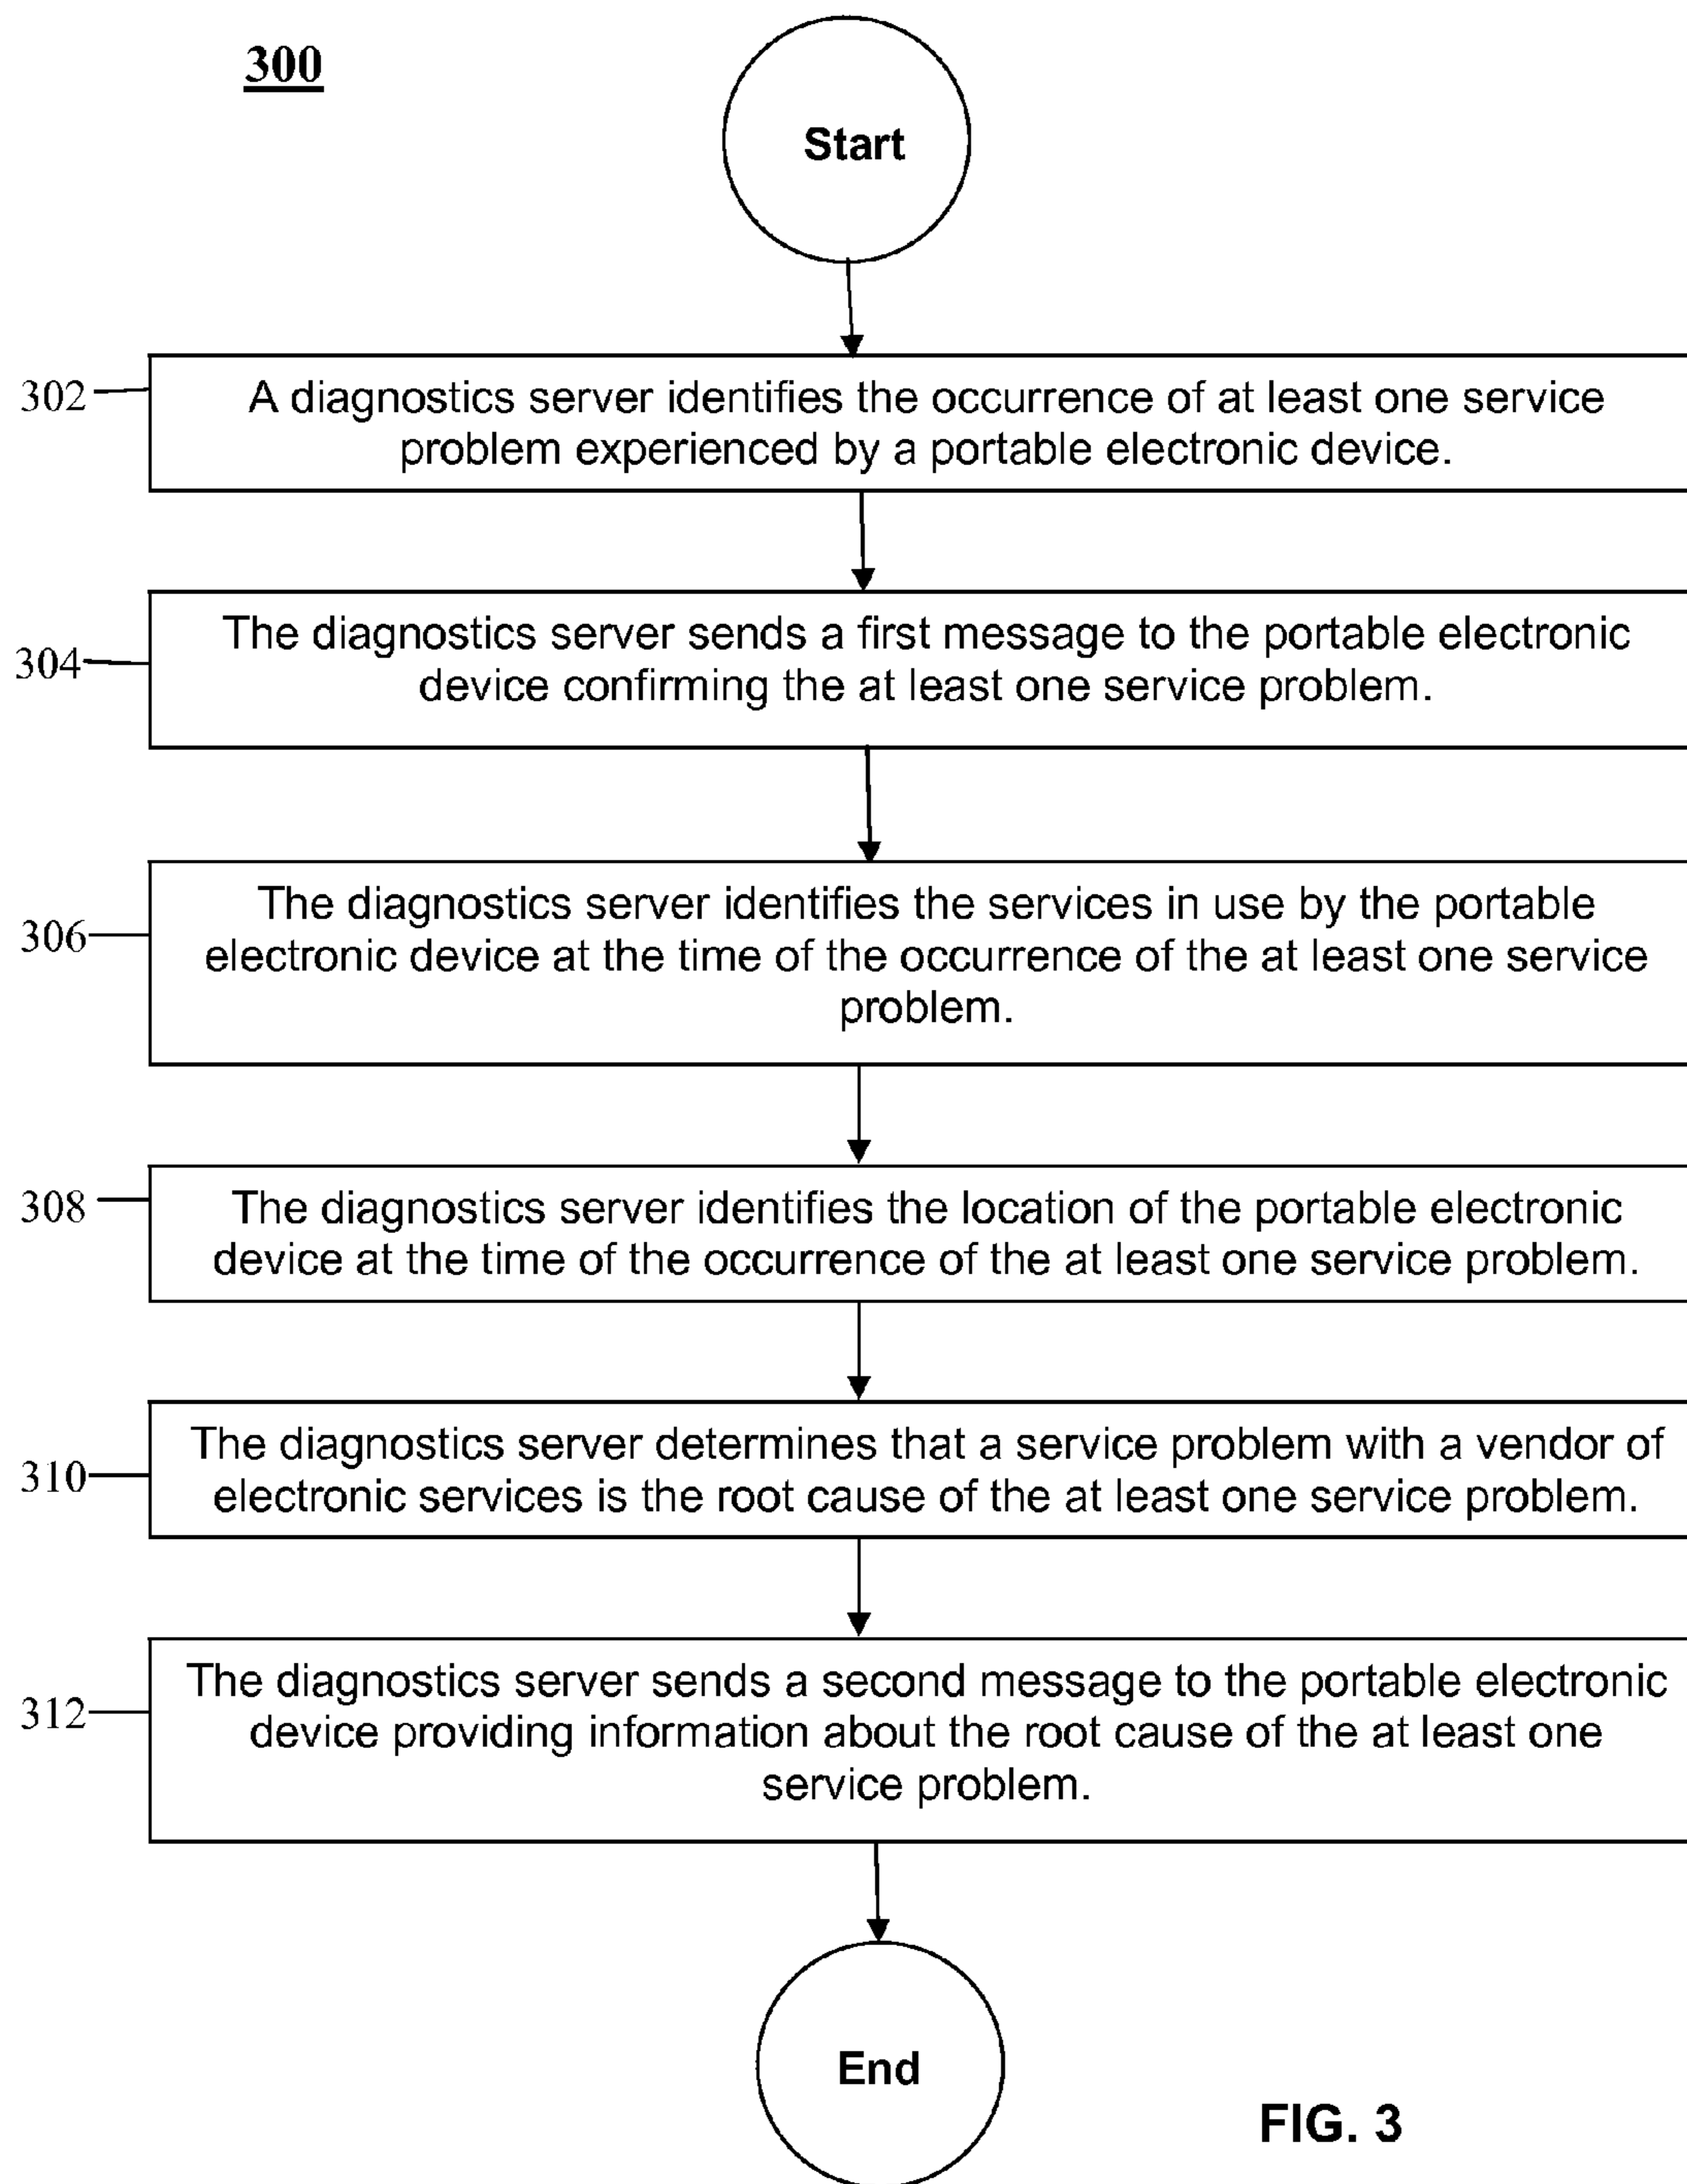 300
Start
302
A diagnostics server identifies the occurrence of at least one service
problem experienced by a portable electronic device.
304
The diagnostics server sends a first message to the portable electronic
device confirming the at least one service problem.
306
The diagnostics server identifies the services in use by the portable
electronic device at the time of the occurrence of the at least one service
problem.
308
The diagnostics server identifies the location of the portable electronic
device at the time of the occurrence of the at least one service problem.
310
The diagnostics server determines that a service problem with a vendor of
electronic services is the root cause of the at least one service problem.
312
The diagnostics server sends a second message to the portable electronic
device providing information about the root cause of the at least one
service problem.
End
FIG. 3